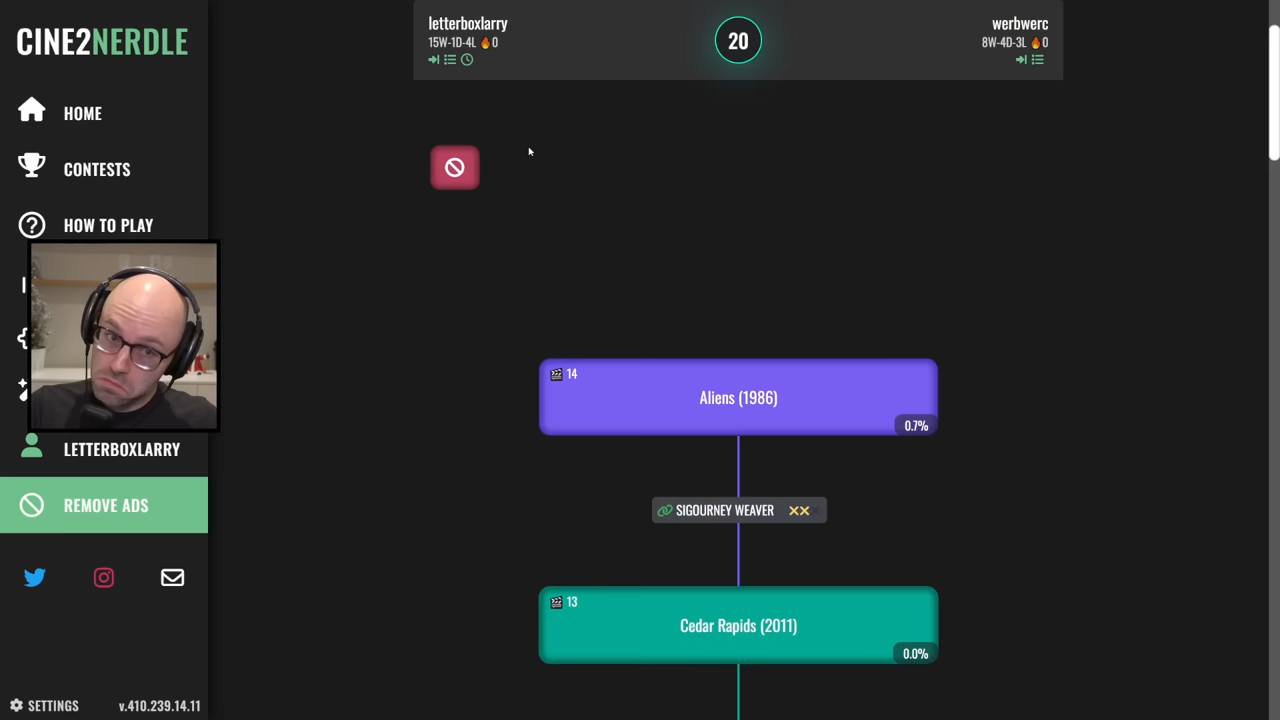 CINE2NERDLE
HOME
CONTESTS
HOW TO PLAY
LETTERBOXLARRY
REMOVE ADS
SETTINGS
v.410.239.14.11
letterboxlarry
15W-1D-4L 🔥0
20
werbwerc
8W-4D-3L 🔥0
14
Aliens (1986)
0.7%
SIGOURNEY WEAVER
13
Cedar Rapids (2011)
0.0%